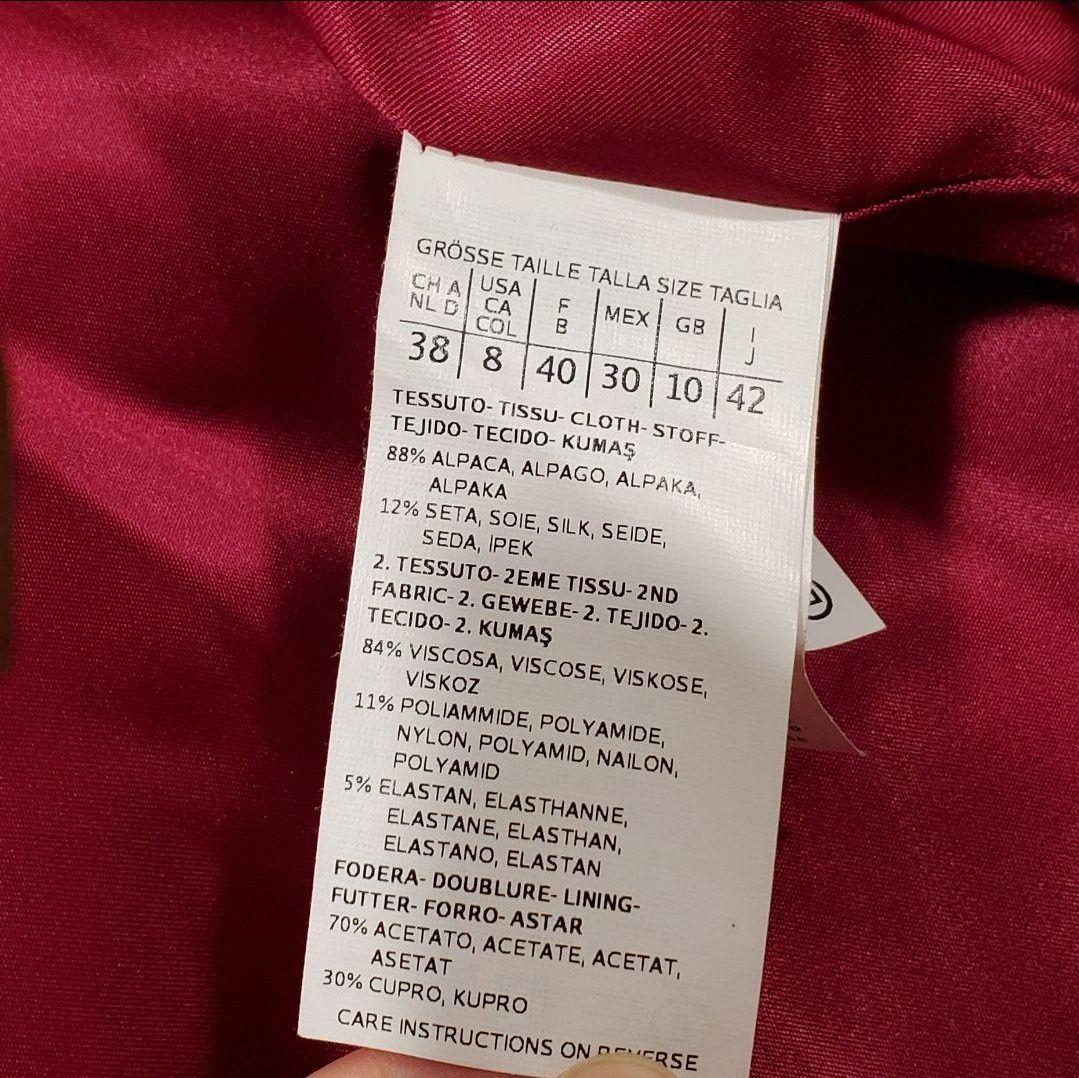 GRÖSSE TAILLE TALLA SIZE TAGLIA
CH A USA F MEX GB I
NL D CA B J
COL
38 8 40 30 10 42
TESSUTO- TISSU- CLOTH- STOFF-
TEJIDO- TECIDO- KUMAŞ
88% ALPACA, ALPAGO, ALPAKA,
ALPAKA
12% SETA, SOIE, SILK, SEIDE,
SEDA, İPEK
2. TESSUTO- 2EME TISSU- 2ND
FABRIC- 2. GEWEBE- 2. TEJIDO- 2.
TECIDO- 2. KUMAŞ
84% VISCOSA, VISCOSE, VISKOSE,
VISKOZ
11% POLIAMMIDE, POLYAMIDE,
NYLON, POLYAMID, NAILON,
POLYAMID
5% ELASTAN, ELASTHANNE,
ELASTANE, ELASTHAN,
ELASTANO, ELASTAN
FODERA- DOUBLURE- LINING-
FUTTER- FORRO- ASTAR
70% ACETATO, ACETATE, ACETAT,
ASETAT
30% CUPRO, KUPRO
CARE INSTRUCTIONS ON REVERSE